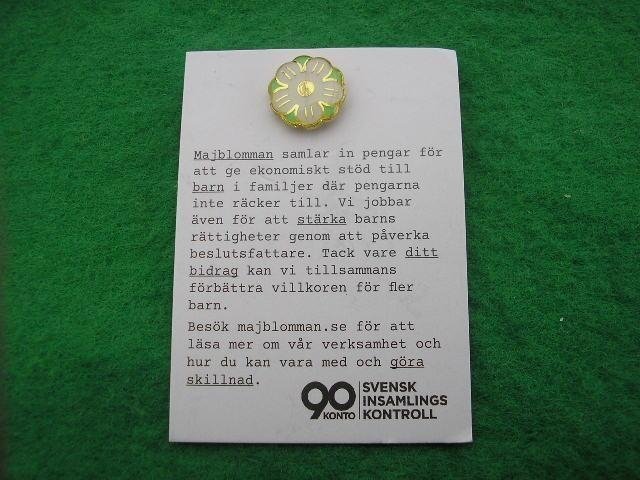 Majblomman samlar in pengar för
att ge ekonomiskt stöd till
barn i familjer där pengarna
inte räcker till. Vi jobbar
även för att stärka barns
rättigheter genom att påverka
beslutsfattare. Tack vare ditt
bidrag kan vi tillsammans
förbättra villkoren för fler
barn.
Besök majblomman.se för att
läsa mer om vår verksamhet och
hur du kan vara med och göra
skillnad.
90
KONTO
SVENSK
INSAMLINGS
KONTROLL